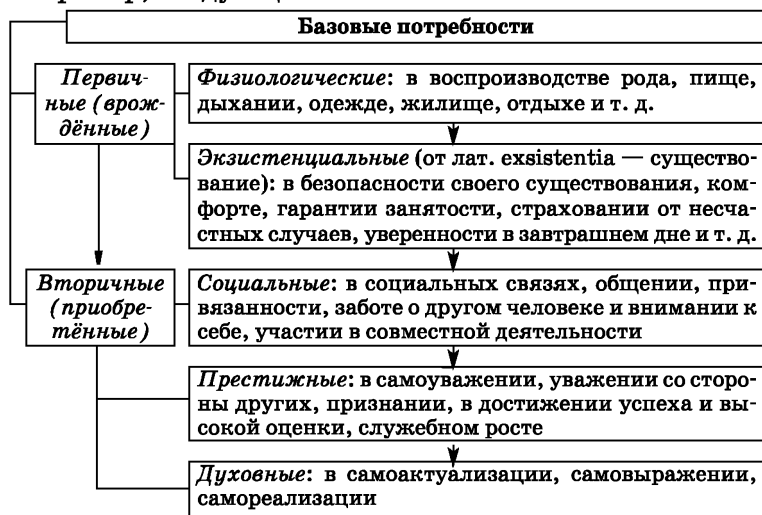 Базовые потребности
Первич-
ные (врож-
дённые)
Физиологические: в воспроизводстве рода, пище,
дыхании, одежде, жилище, отдыхе и т. д.
Экзистенциальные (от лат. exsistentia — существо-
вание): в безопасности своего существования, ком-
форте, гарантии занятости, страховании от несча-
стных случаев, уверенности в завтрашнем дне и т. д.
Вторичные
(приобре-
тённые)
Социальные: в социальных связях, общении, при-
вязанности, заботе о другом человеке и внимании к
себе, участии в совместной деятельности
Престижные: в самоуважении, уважении со сторо-
ны других, признании, в достижении успеха и вы-
сокой оценки, служебном росте
Духовные: в самоактуализации, самовыражении,
самореализации